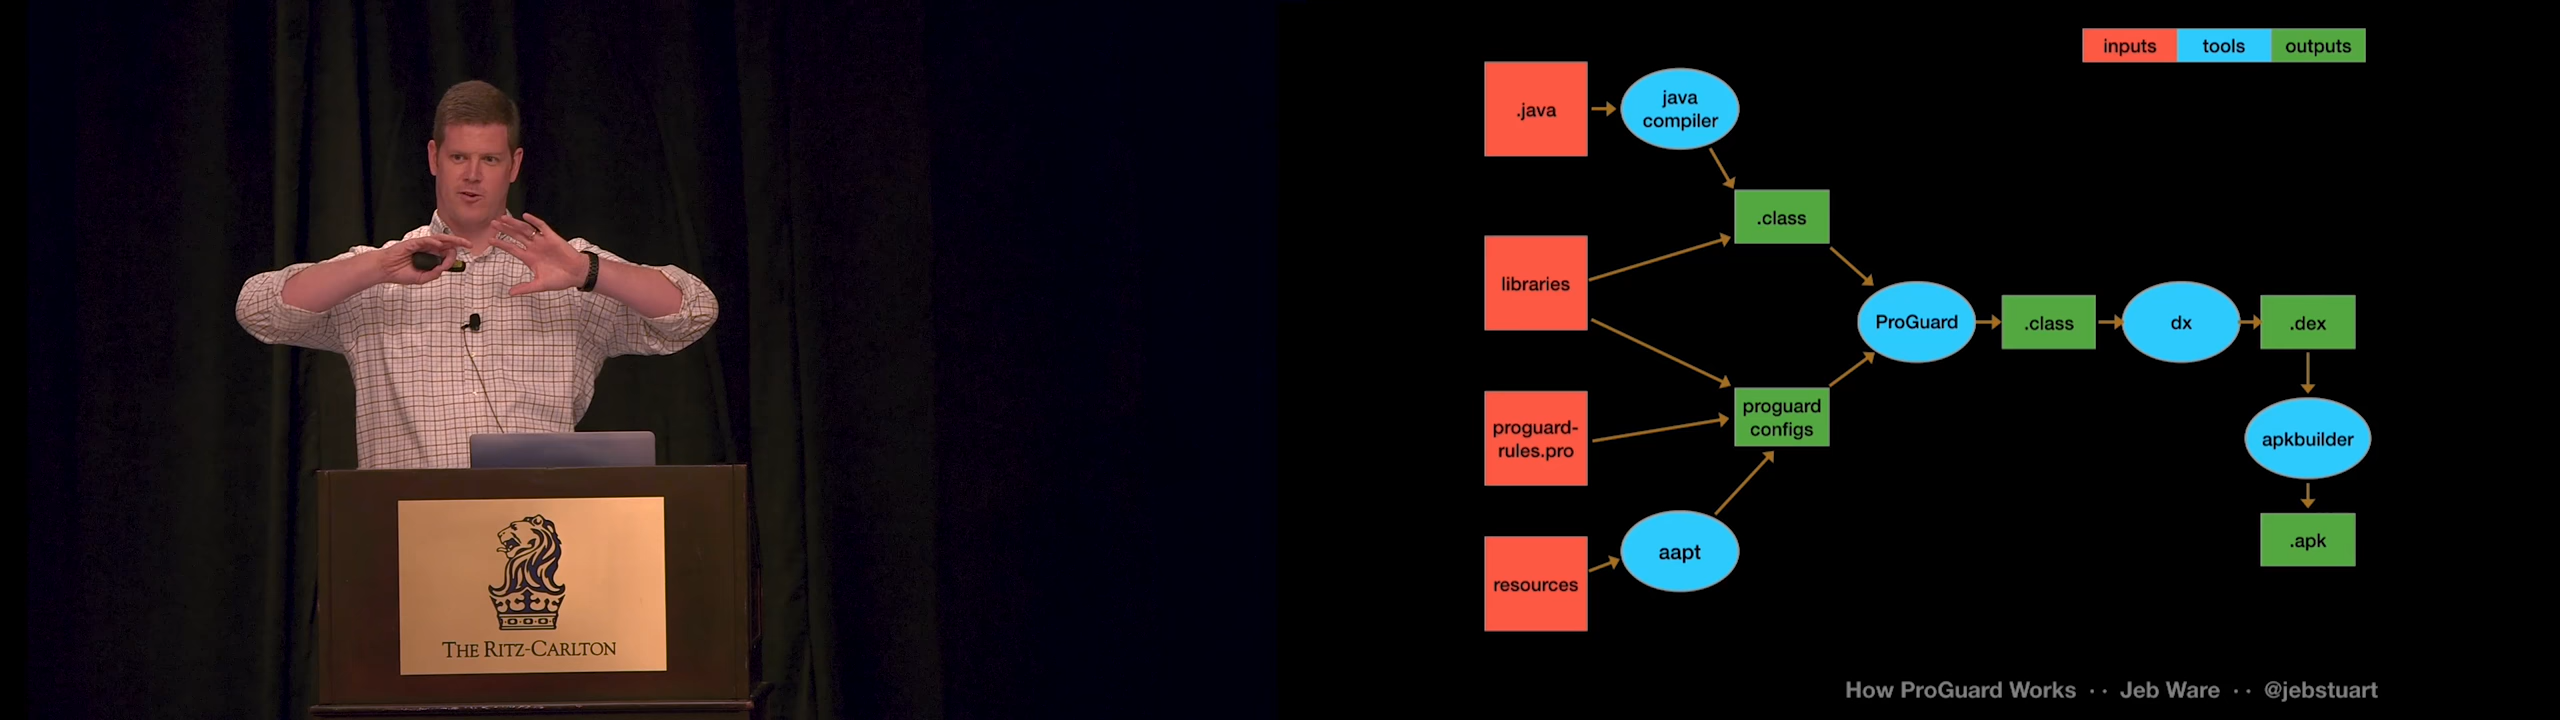 THE RITZ-CARLTON
inputs
tools
outputs
.java
java
compiler
.class
libraries
ProGuard
.class
dx
.dex
proguard-
rules.pro
proguard
configs
apkbuilder
resources
aapt
.apk
How ProGuard Works ·· Jeb Ware ·· @jebstuart